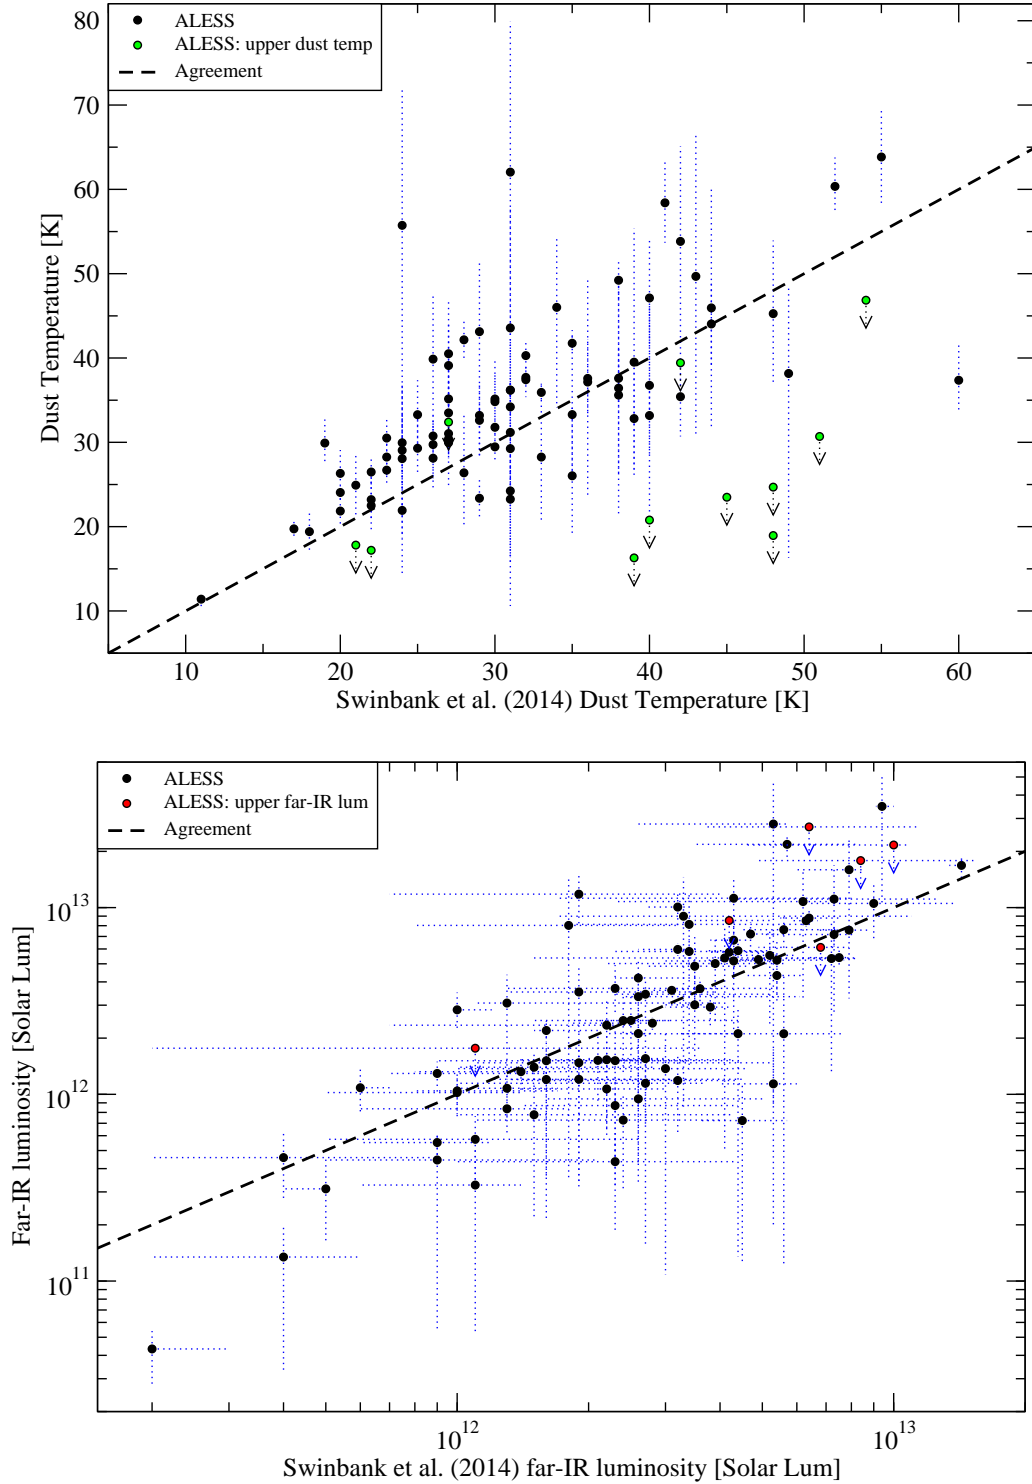 ALESS
ALESS: upper dust temp
Agreement
80
70
60
50
40
30
20
10
Dust Temperature [K]
10 20 30 40 50 60
Swinbank et al. (2014) Dust Temperature [K]
ALESS
ALESS: upper far-IR lum
Agreement
10^13
10^12
10^11
Far-IR luminosity [Solar Lum]
10^12 10^13
Swinbank et al. (2014) far-IR luminosity [Solar Lum]